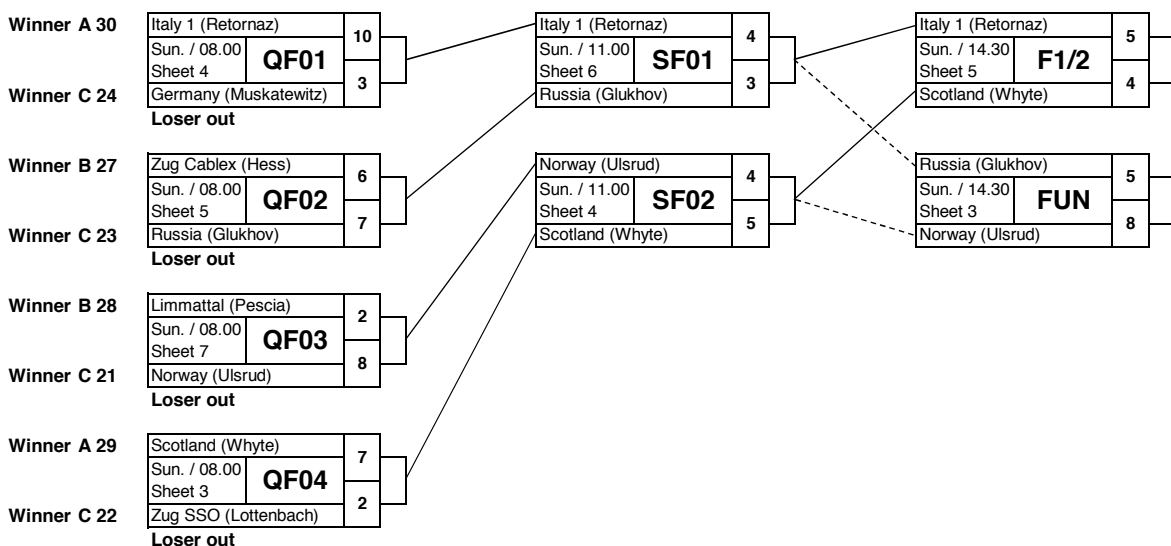 Winner A 30
Italy 1 (Retornaz)
10
Sun. / 08.00
Sheet 4
QF01
3
Winner C 24
Germany (Muskatewitz)
Loser out
Winner B 27
Zug Cablex (Hess)
6
Sun. / 08.00
Sheet 5
QF02
7
Winner C 23
Russia (Glukhov)
Loser out
Winner B 28
Limmattal (Pescia)
2
Sun. / 08.00
Sheet 7
QF03
8
Winner C 21
Norway (Ulsrud)
Loser out
Winner A 29
Scotland (Whyte)
7
Sun. / 08.00
Sheet 3
QF04
2
Winner C 22
Zug SSO (Lottenbach)
Loser out
Italy 1 (Retornaz)
4
Sun. / 11.00
Sheet 6
SF01
3
Russia (Glukhov)
Norway (Ulsrud)
4
Sun. / 11.00
Sheet 4
SF02
5
Scotland (Whyte)
Italy 1 (Retornaz)
5
Sun. / 14.30
Sheet 5
F1/2
4
Scotland (Whyte)
Russia (Glukhov)
5
Sun. / 14.30
Sheet 3
FUN
8
Norway (Ulsrud)